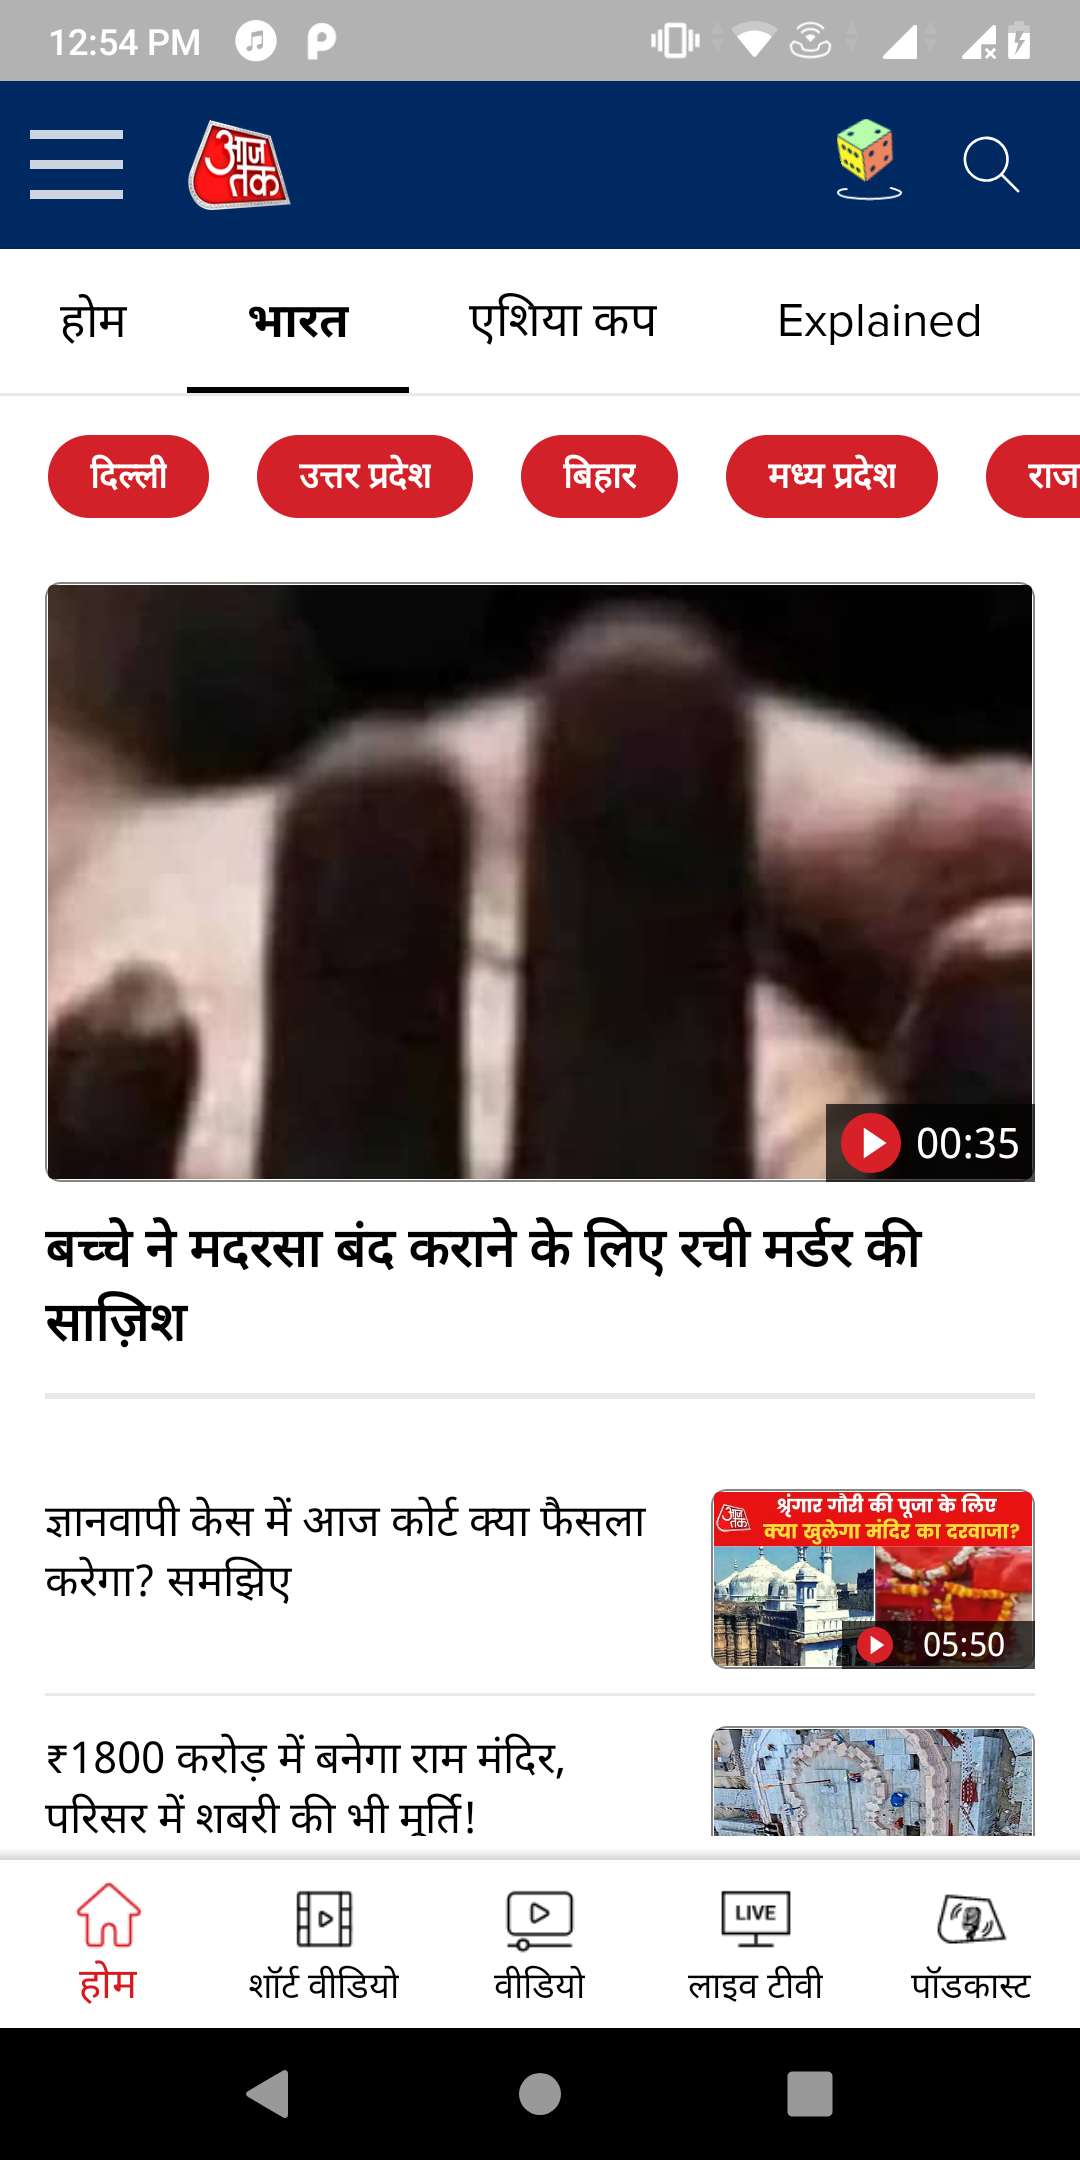 12:54 PM
आज
तक
होम
भारत
एशिया कप
Explained
दिल्ली
उत्तर प्रदेश
बिहार
मध्य प्रदेश
राज
00:35
बच्चे ने मदरसा बंद कराने के लिए रची मर्डर की
साज़िश
ज्ञानवापी केस में आज कोर्ट क्या फैसला
करेगा? समझिए
आज
तक
श्रृंगार गौरी की पूजा के लिए
क्या खुलेगा मंदिर का दरवाजा?
05:50
₹1800 करोड़ में बनेगा राम मंदिर,
परिसर में शबरी की भी मूर्ति!
LIVE
होम
शॉर्ट वीडियो
वीडियो
लाइव टीवी
पॉडकास्ट